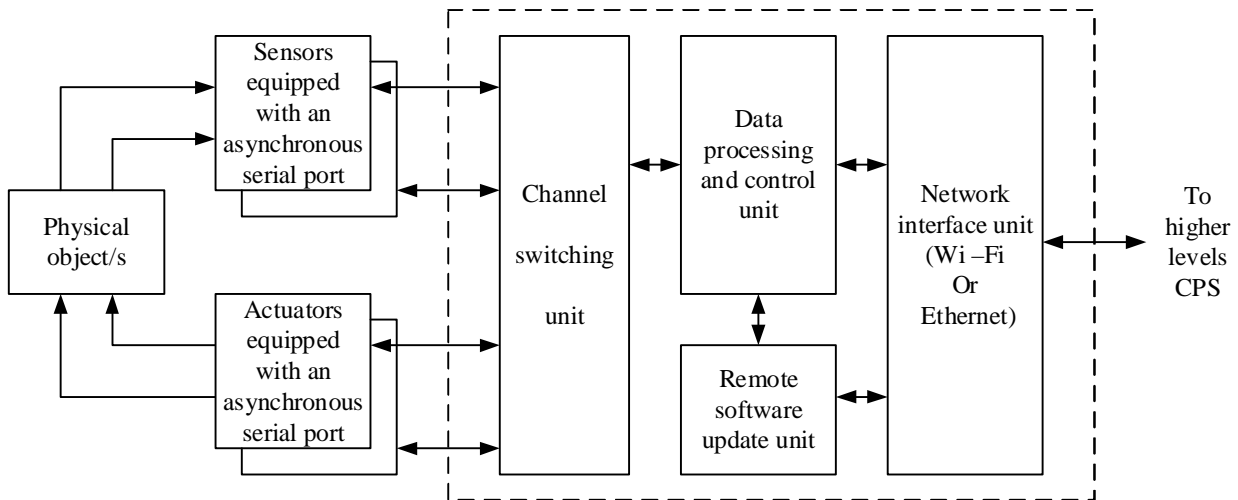 Sensors
equipped
with an
asynchronous
serial port
Physical
object/s
Actuators
equipped
with an
asynchronous
serial port
Channel
switching
unit
Data
processing
and control
unit
Remote
software
update unit
Network
interface unit
(Wi –Fi
Or
Ethernet)
To
higher
levels
CPS